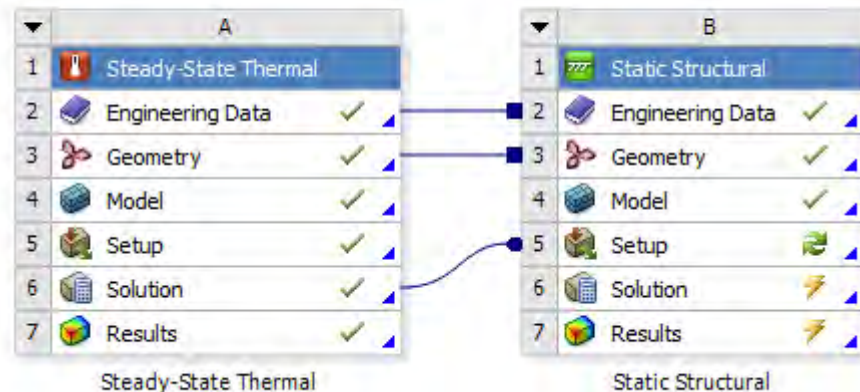 A
1 Steady-State Thermal
2 Engineering Data
3 Geometry
4 Model
5 Setup
6 Solution
7 Results
Steady-State Thermal
B
1 Static Structural
2 Engineering Data
3 Geometry
4 Model
5 Setup
6 Solution
7 Results
Static Structural